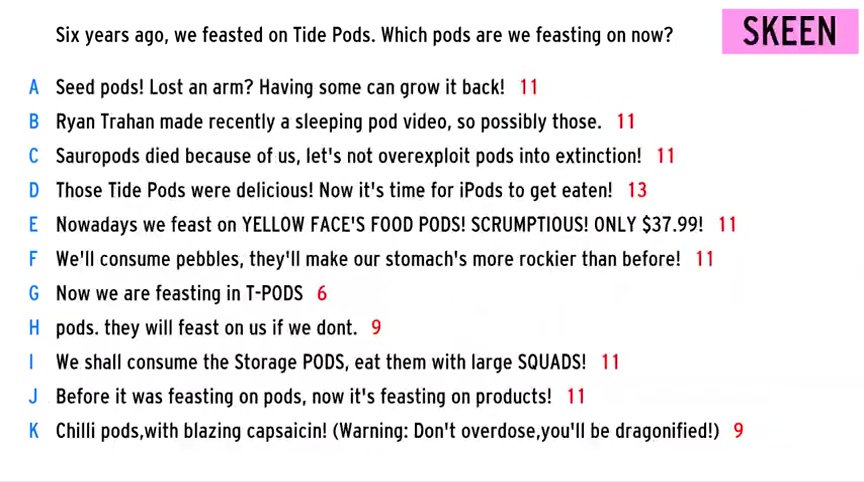 Six years ago, we feasted on Tide Pods. Which pods are we feasting on now?
SKEEN
A Seed pods! Lost an arm? Having some can grow it back! 11
B Ryan Trahan made recently a sleeping pod video, so possibly those. 11
C Sauropods died because of us, let's not overexploit pods into extinction! 11
D Those Tide Pods were delicious! Now it's time for iPods to get eaten! 13
E Nowadays we feast on YELLOW FACE'S FOOD PODS! SCRUMPTIOUS! ONLY $37.99! 11
F We'll consume pebbles, they'll make our stomach's more rockier than before! 11
G Now we are feasting in T-PODS 6
H pods. they will feast on us if we dont. 9
I We shall consume the Storage PODS, eat them with large SQUADS! 11
J Before it was feasting on pods, now it's feasting on products! 11
K Chilli pods,with blazing capsaicin! (Warning: Don't overdose,you'll be dragonified!) 9